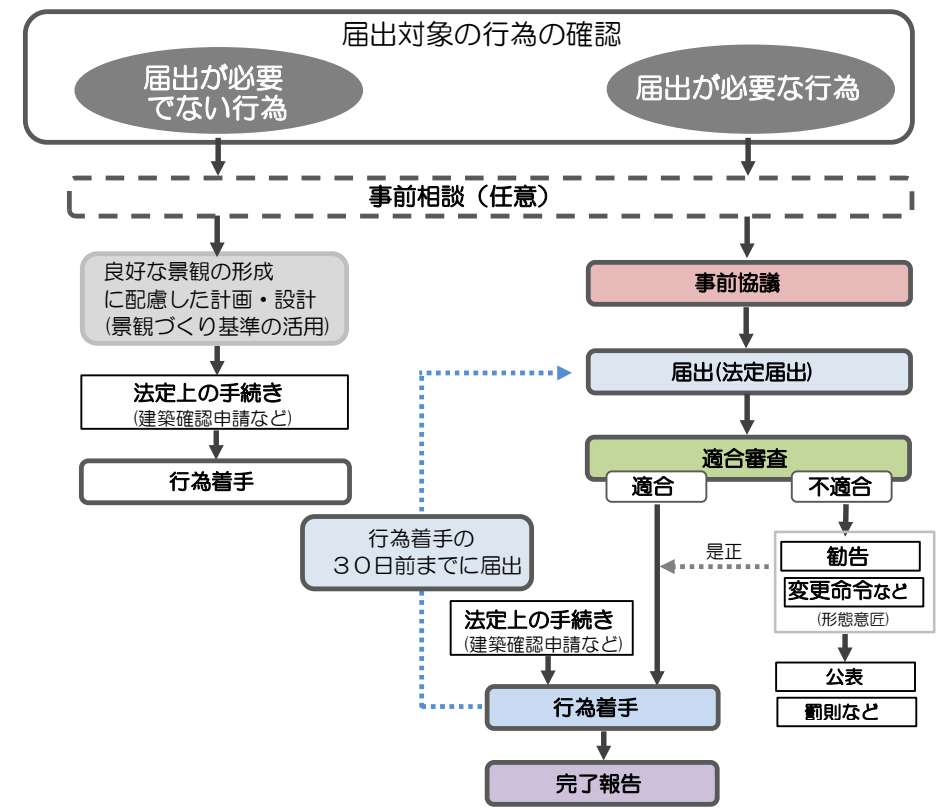 届出対象の行為の確認
届出が必要
でない行為
届出が必要な行為
事前相談（任意）
良好な景観の形成
に配慮した計画・設計
(景観づくり基準の活用)
法定上の手続き
(建築確認申請など)
行為着手
事前協議
届出(法定届出)
適合審査
適合
不適合
行為着手の
３０日前までに届出
是正
勧告
変更命令など
(形態意匠)
公表
罰則など
法定上の手続き
(建築確認申請など)
行為着手
完了報告